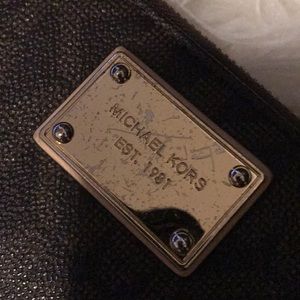 MICHAEL KORS
EST. 1981